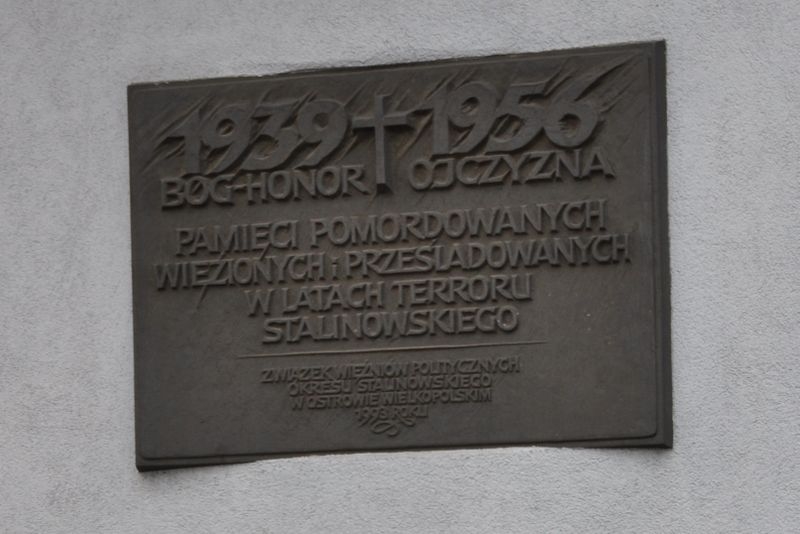 1939 † 1956
BÓG-HONOR OJCZYZNA
PAMIĘCI POMORDOWANYCH
WIĘZIONYCH i PRZEŚLADOWANYCH
W LATACH TERRORU
STALINOWSKIEGO
ZWIĄZEK WIĘŹNIÓW POLITYCZNYCH
OKRESU STALINOWSKIEGO
W OSTROWIE WIELKOPOLSKIM
1993 ROKU